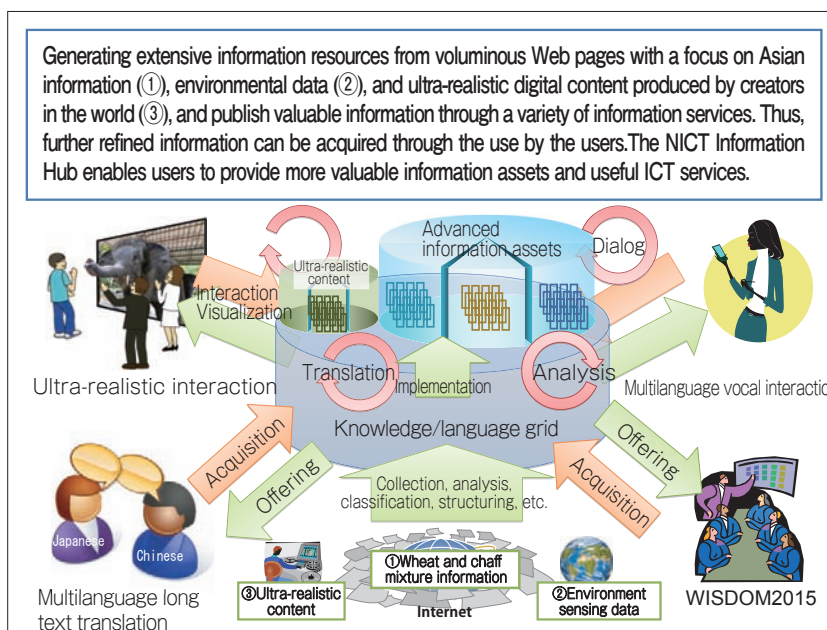 Generating extensive information resources from voluminous Web pages with a focus on Asian
information (①), environmental data (②), and ultra-realistic digital content produced by creators
in the world (③), and publish valuable information through a variety of information services. Thus,
further refined information can be acquired through the use by the users.The NICT Information
Hub enables users to provide more valuable information assets and useful ICT services.
Advanced
information assets
Dialog
Ultra-realistic
content
Interaction
Visualization
Ultra-realistic interaction
Translation
Implementation
Analysis
Multilanguage vocal interactio
Knowledge/language grid
Acquisition
Offering
Offering
Acquisition
Collection, analysis,
classification, structuring, etc.
Japanese
Chinese
①Wheat and chaff
mixture information
③Ultra-realistic
content
②Environment
sensing data
Internet
Multilanguage long
text translation
WISDOM2015